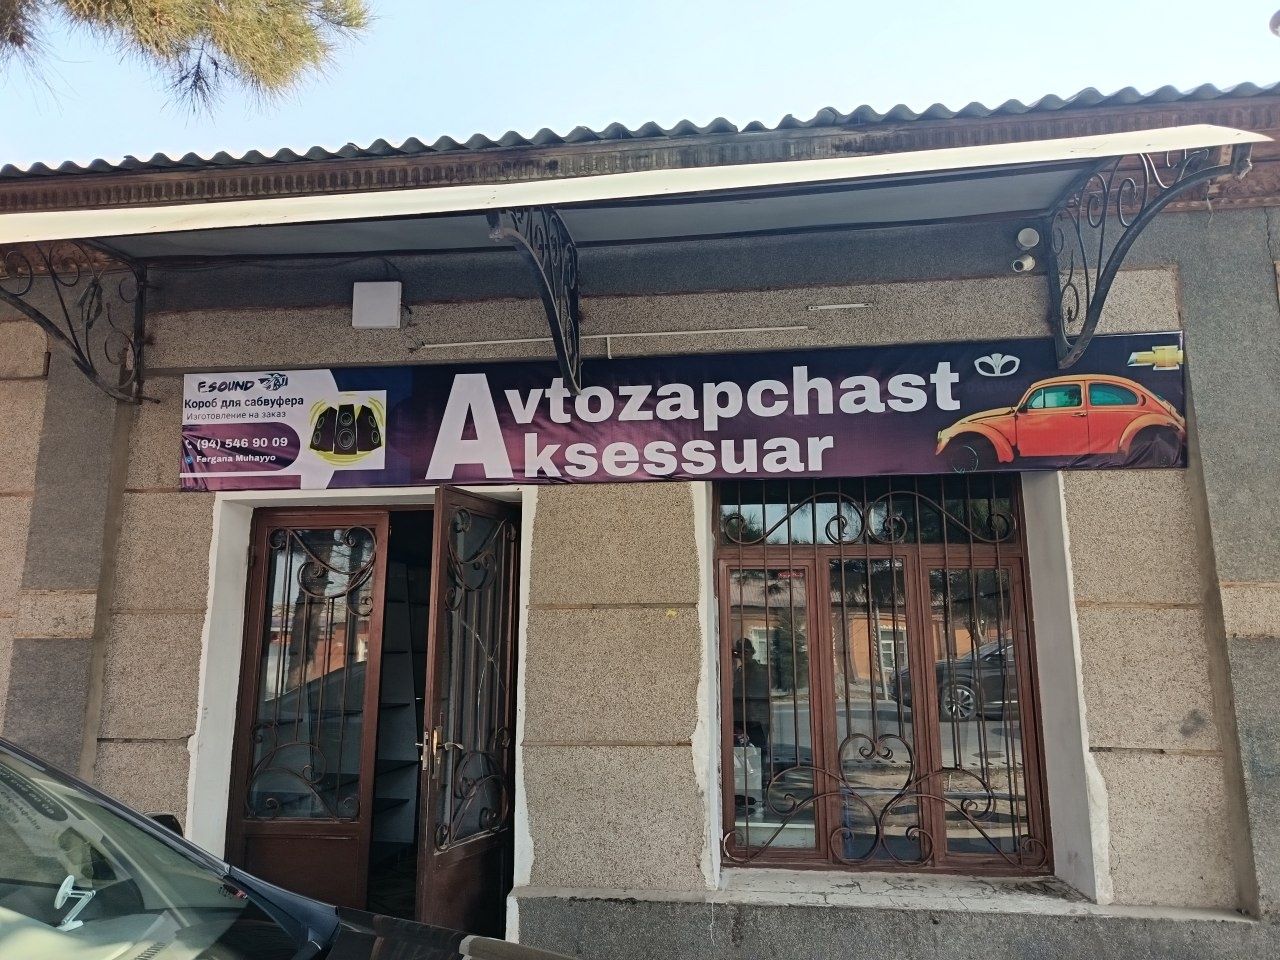 F.SOUND
Короб для сабвуфера
Изготовление на заказ
(94) 546 90 09
Fergana Muhayyo
Avtozapchast
Aksessuar